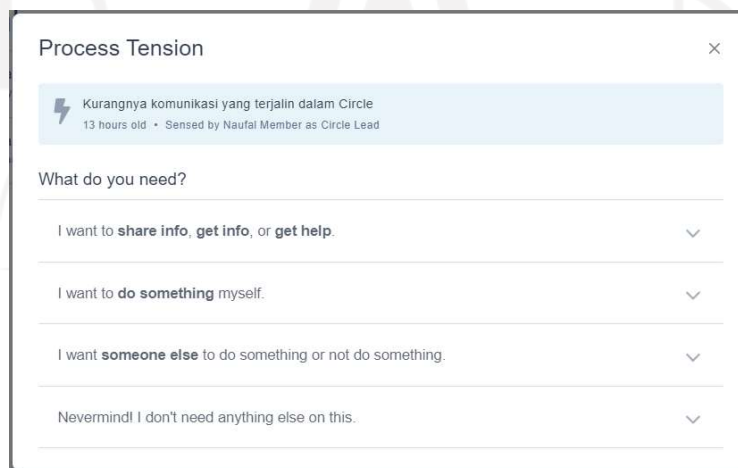 Process Tension
Kurangnya komunikasi yang terjalin dalam Circle
13 hours old • Sensed by Naufal Member as Circle Lead
What do you need?
I want to share info, get info, or get help.
I want to do something myself.
I want someone else to do something or not do something.
Nevermind! I don't need anything else on this.